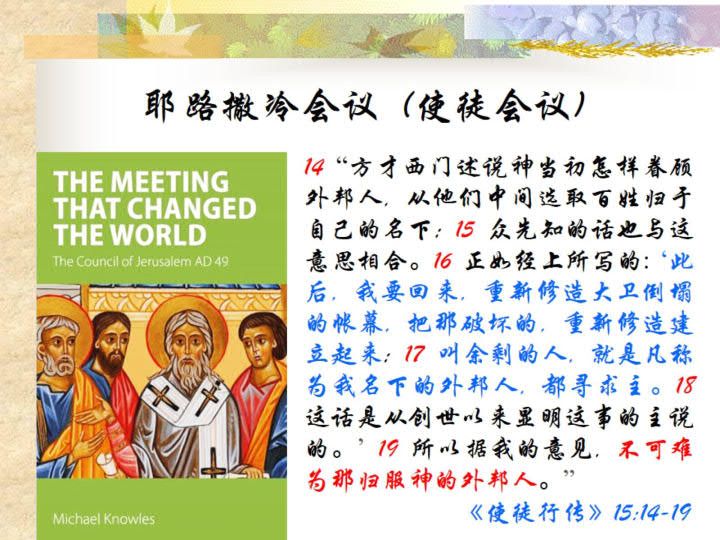 耶路撒冷会议（使徒会议）
THE MEETING
THAT CHANGED
THE WORLD
The Council of Jerusalem AD 49
Michael Knowles
14 “方才西门述说神当初怎样眷顾
外邦人，从他们中间选取百姓归于
自己的名下；15 众先知的话也与这
意思相合。16 正如经上所写的：‘此
后，我要回来，重新修造大卫倒塌
的帐幕，把那破坏的，重新修造建
立起来；17 叫余剩的人，就是凡称
为我名下的外邦人，都寻求主。18
这话是从创世以来显明这事的主说
的。’19 所以据我的意见，不可难
为那归服神的外邦人。”
《使徒行传》15:14-19